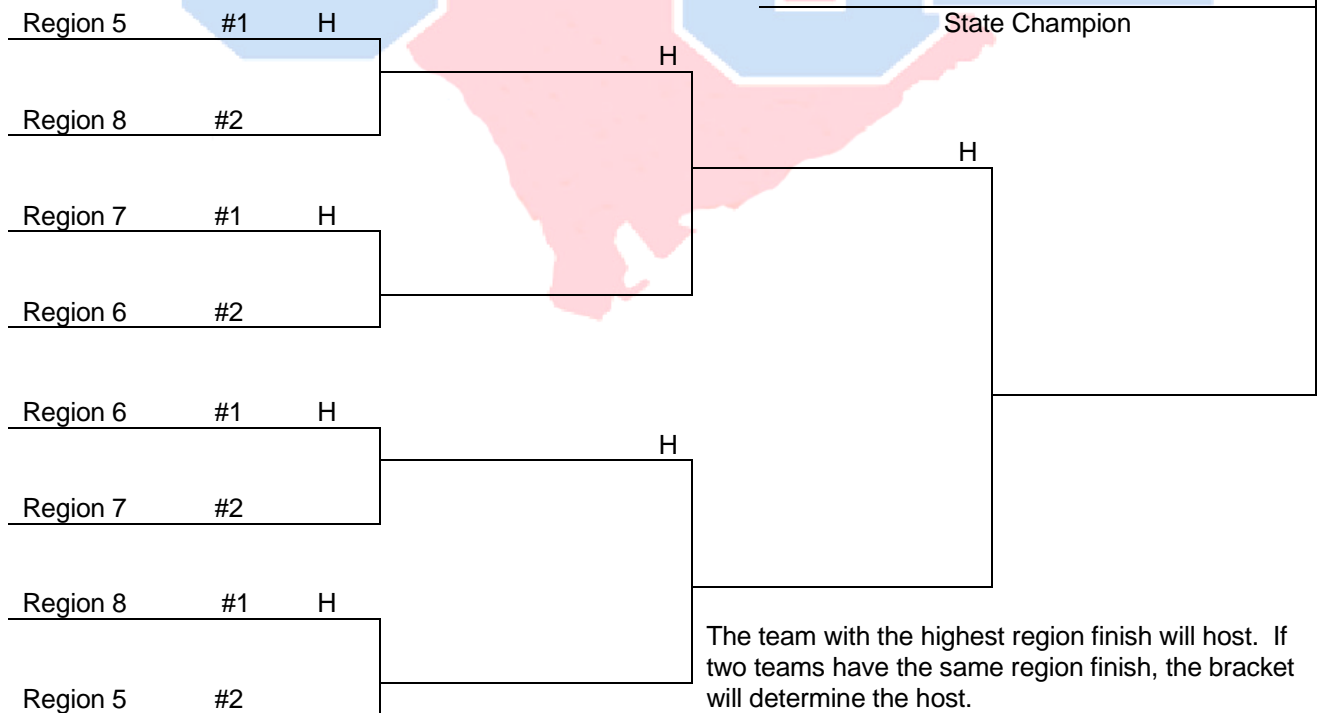 Region 5 #1 H
State Champion
H
Region 8 #2
H
Region 7 #1 H
Region 6 #2
Region 6 #1 H
H
Region 7 #2
Region 8 #1 H
The team with the highest region finish will host. If
two teams have the same region finish, the bracket
will determine the host.
Region 5 #2